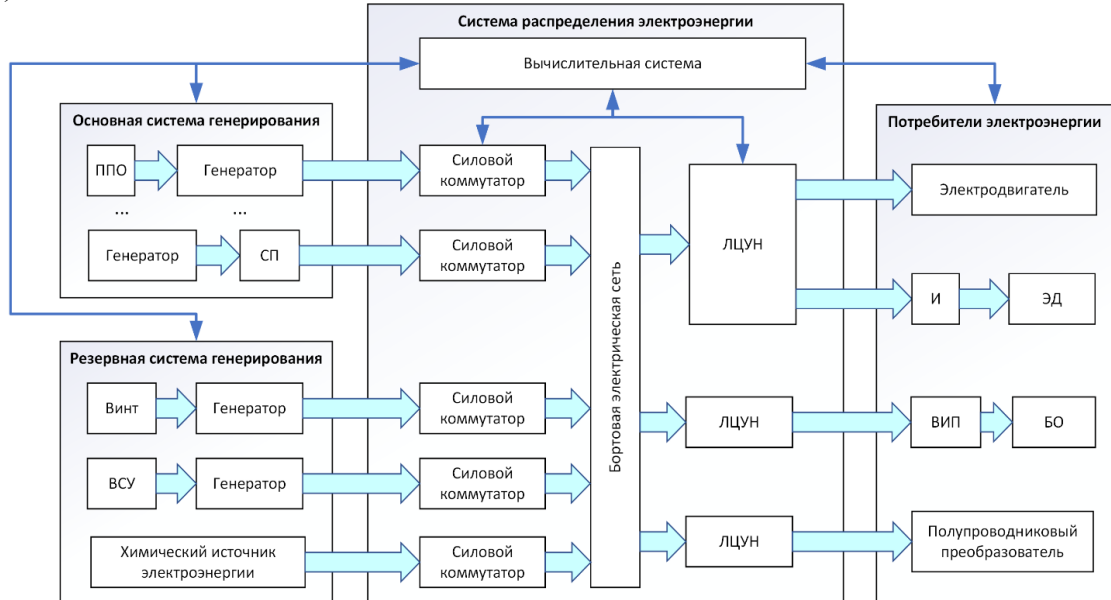 Система распределения электроэнергии
Вычислительная система
Основная система генерирования
ППО
Генератор
...
...
Генератор
СП
Резервная система генерирования
Винт
Генератор
ВСУ
Генератор
Химический источник
электроэнергии
Силовой
коммутатор
Силовой
коммутатор
Силовой
коммутатор
Силовой
коммутатор
Силовой
коммутатор
Бортовая электрическая сеть
ЛЦУН
ЛЦУН
ЛЦУН
Потребители электроэнергии
Электродвигатель
И
ЭД
ВИП
БО
Полупроводниковый
преобразователь